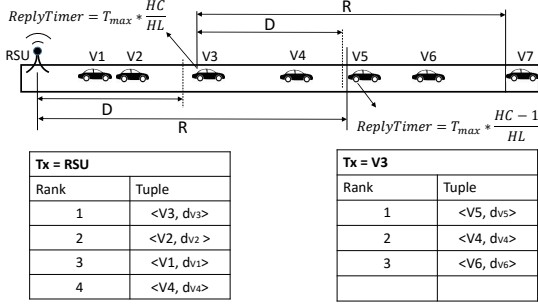 ReplyTimer = T_max * HC/HL
R
D
RSU V1 V2 V3 V4 V5 V6 V7
D
R
ReplyTimer = T_max * HC − 1/HL
Tx = RSU
Rank Tuple
1 <V3, dv3>
2 <V2, dv2 >
3 <V1, dv1>
4 <V4, dv4>
Tx = V3
Rank Tuple
1 <V5, dv5>
2 <V4, dv4>
3 <V6, dv6>